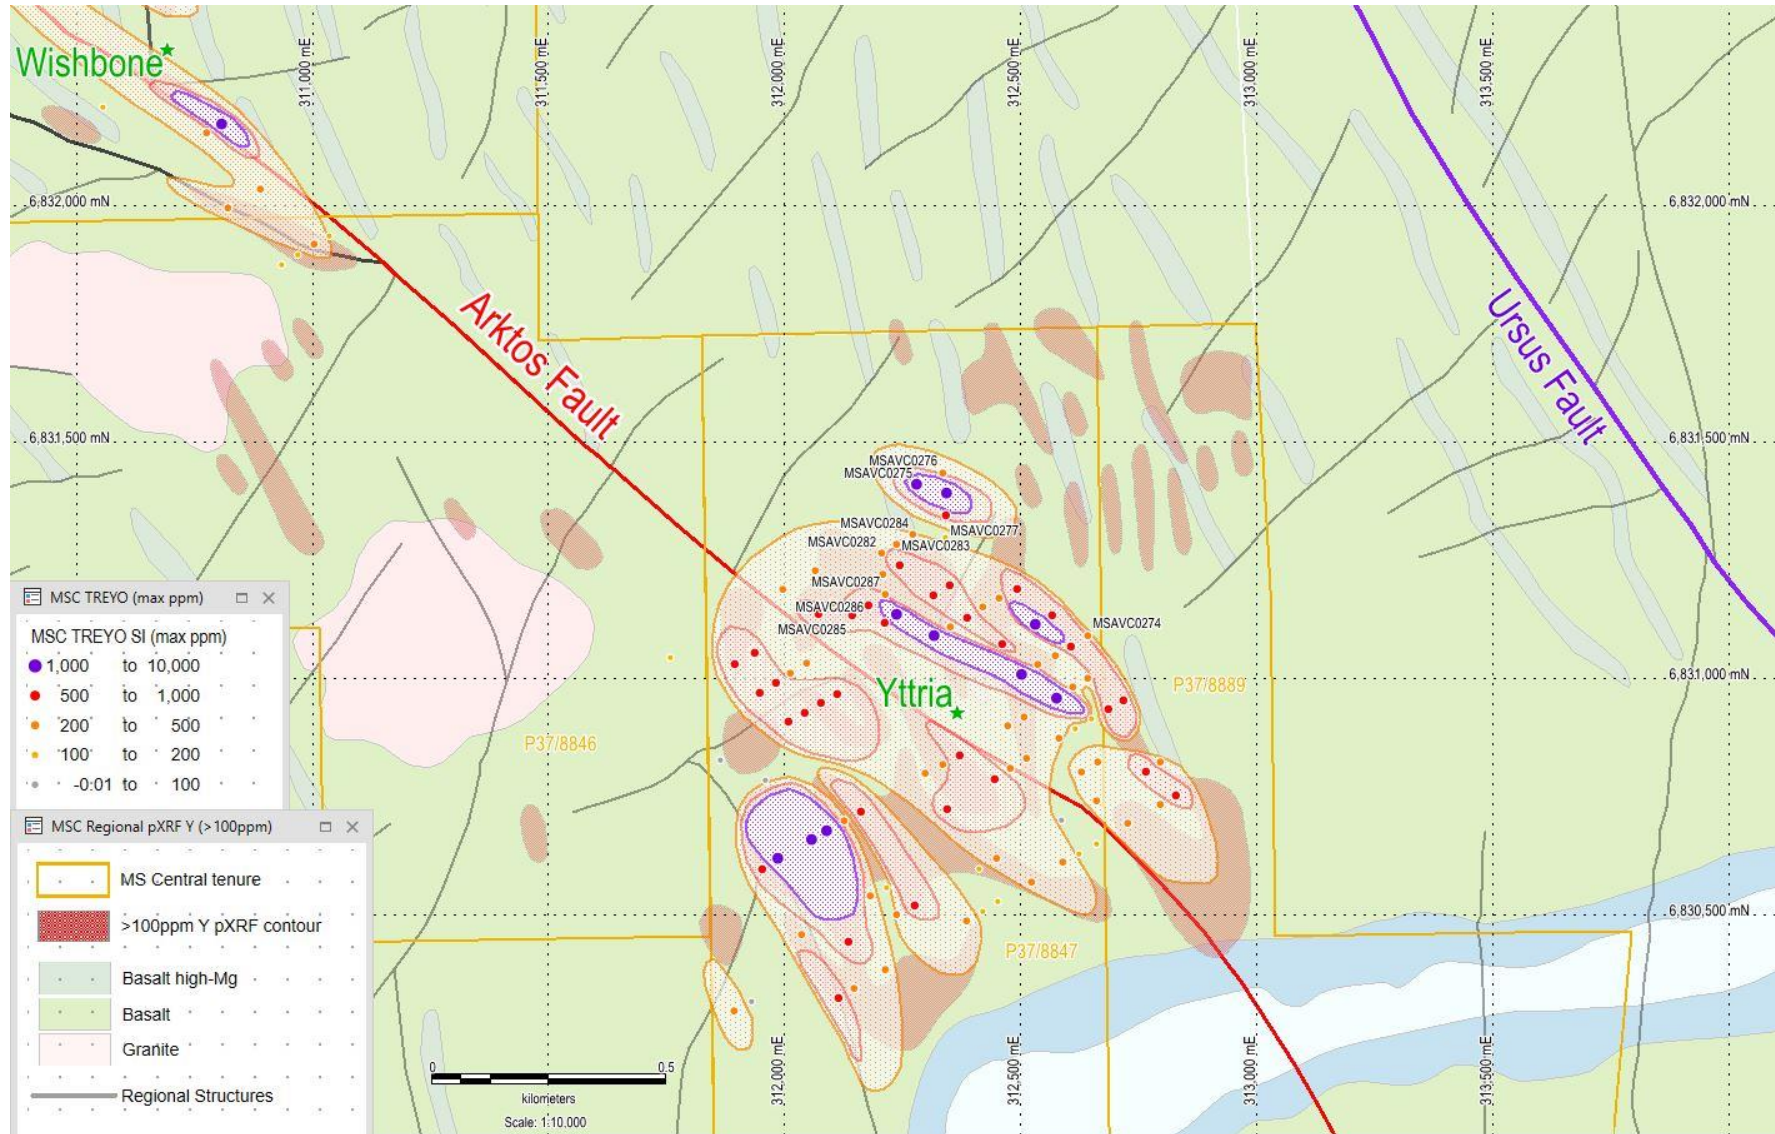 Wishbone
311,000 mE
311,500 mE
312,000 mE
312,500 mE
313,000 mE
313,500 mE
6,832,000 mN
6,832,000 mN
Arktos Fault
Ursus Fault
6,831,500 mN
6,831,500 mN
MSAVC0276
MSAVC0275
MSAVC0284
MSAVC0277
MSAVC0282
MSAVC0283
MSAVC0287
MSAVC0286
MSAVC0285
MSAVC0274
Yttria
6,831,000 mN
P37/8889
P37/8846
P37/8847
6,830,500 mN
MSC TREYO (max ppm)
MSC TREYO SI (max ppm)
1,000 to 10,000
500 to 1,000
200 to 500
100 to 200
-0.01 to 100
MSC Regional pXRF Y (>100ppm)
MS Central tenure
>100ppm Y pXRF contour
Basalt high-Mg
Basalt
Granite
Regional Structures
0 0.5
kilometers
Scale: 1:10,000
312,000 mE
312,500 mE
313,000 mE
313,500 mE